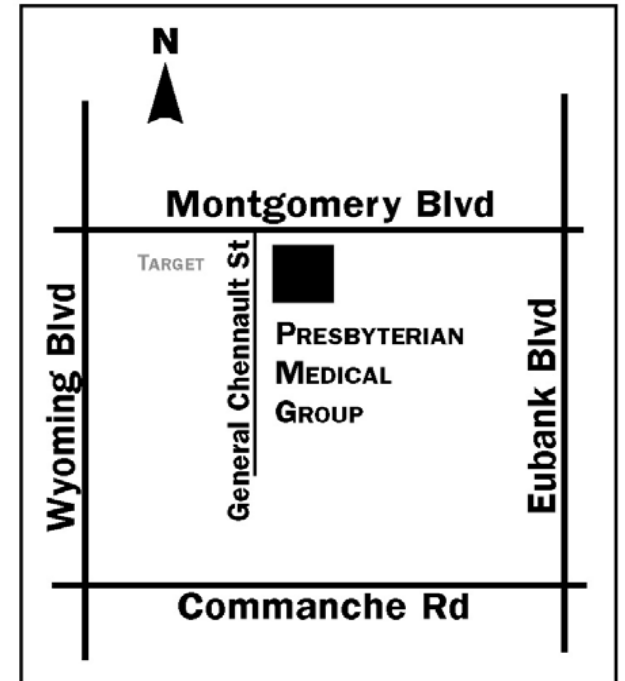 N
Montgomery Blvd
TARGET
General Chennault St
PRESBYTERIAN
MEDICAL
GROUP
Wyoming Blvd
Eubank Blvd
Commanche Rd